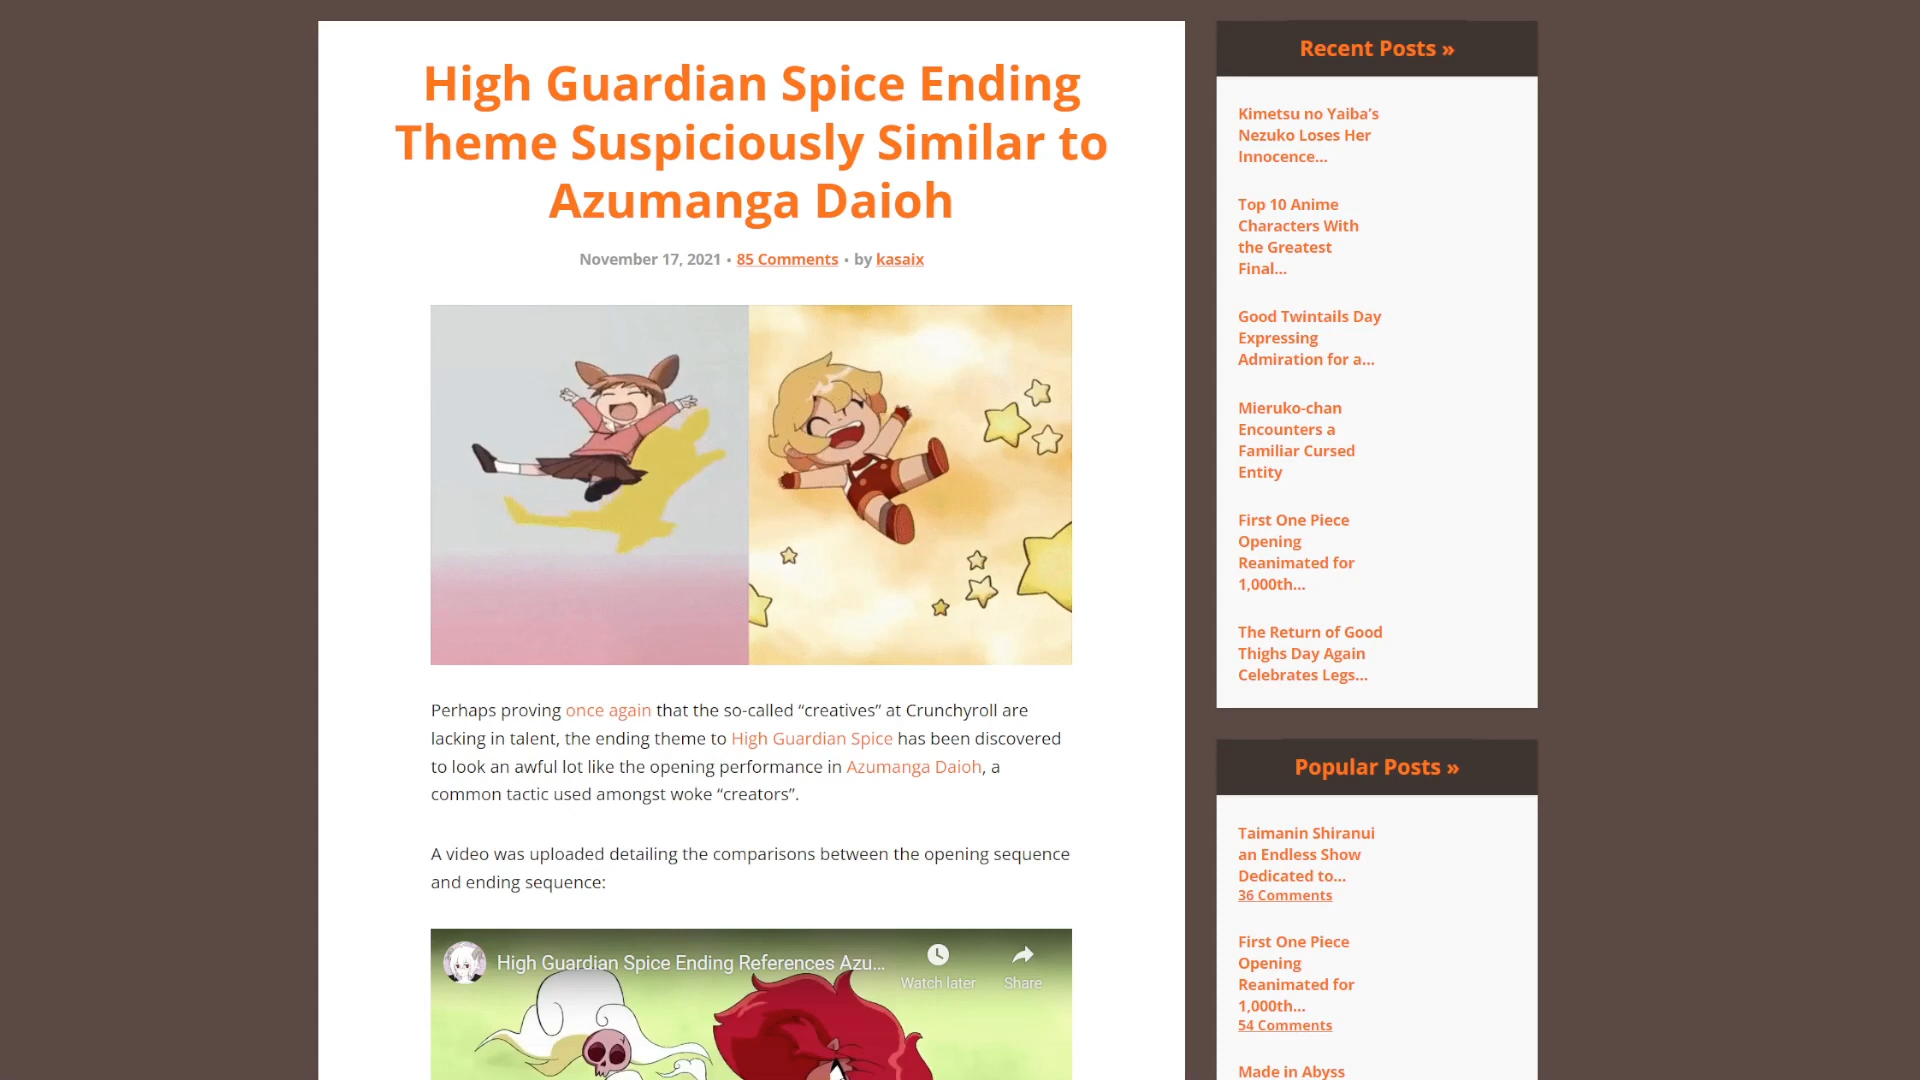 High Guardian Spice Ending
Theme Suspiciously Similar to
Azumanga Daioh
November 17, 2021 • 85 Comments • by kasaix
Perhaps proving once again that the so-called “creatives” at Crunchyroll are
lacking in talent, the ending theme to High Guardian Spice has been discovered
to look an awful lot like the opening performance in Azumanga Daioh, a
common tactic used amongst woke “creators”.
A video was uploaded detailing the comparisons between the opening sequence
and ending sequence:
High Guardian Spice Ending References Azu...
Watch later
Share
Recent Posts »
Kimetsu no Yaiba’s
Nezuko Loses Her
Innocence...
Top 10 Anime
Characters With
the Greatest
Final...
Good Twintails Day
Expressing
Admiration for a...
Mieruko-chan
Encounters a
Familiar Cursed
Entity
First One Piece
Opening
Reanimated for
1,000th...
The Return of Good
Thighs Day Again
Celebrates Legs...
Popular Posts »
Taimanin Shiranui
an Endless Show
Dedicated to...
36 Comments
First One Piece
Opening
Reanimated for
1,000th...
54 Comments
Made in Abyss